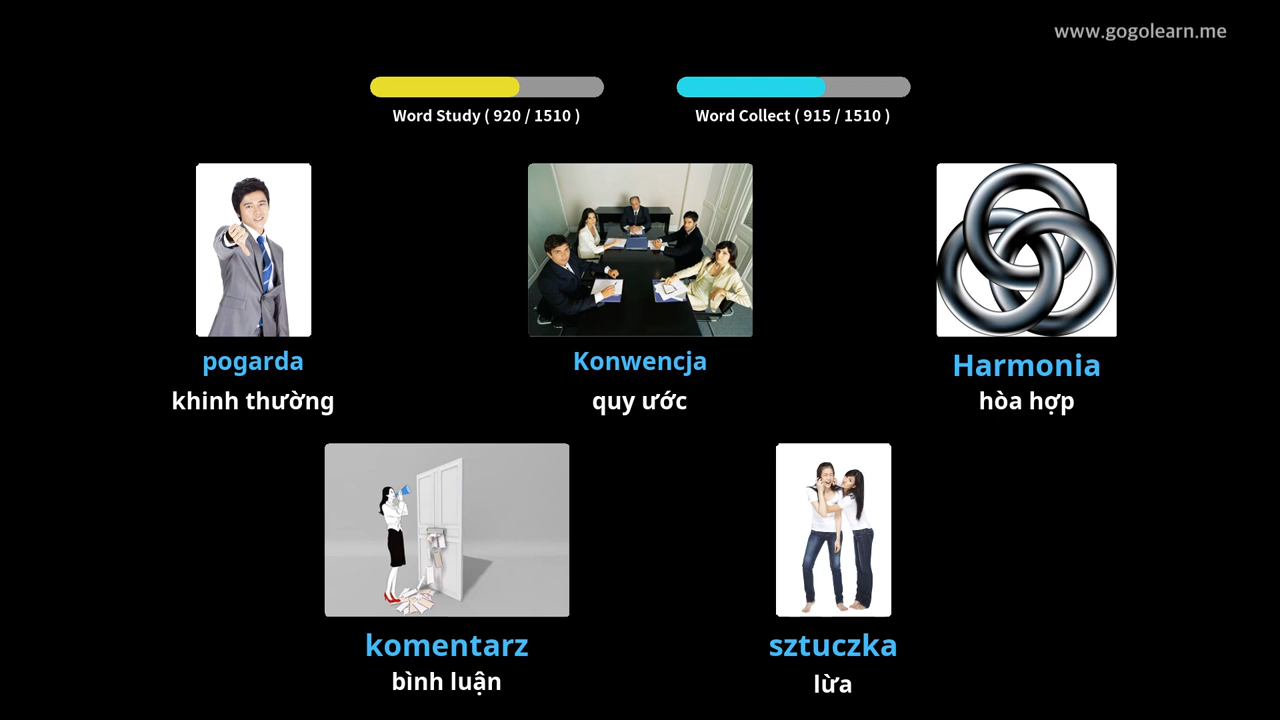 www.gogolearn.me
Word Study ( 920 / 1510 )
Word Collect ( 915 / 1510 )
pogarda
khinh thường
Konwencja
quy ước
Harmonia
hòa hợp
komentarz
bình luận
sztuczka
lừa